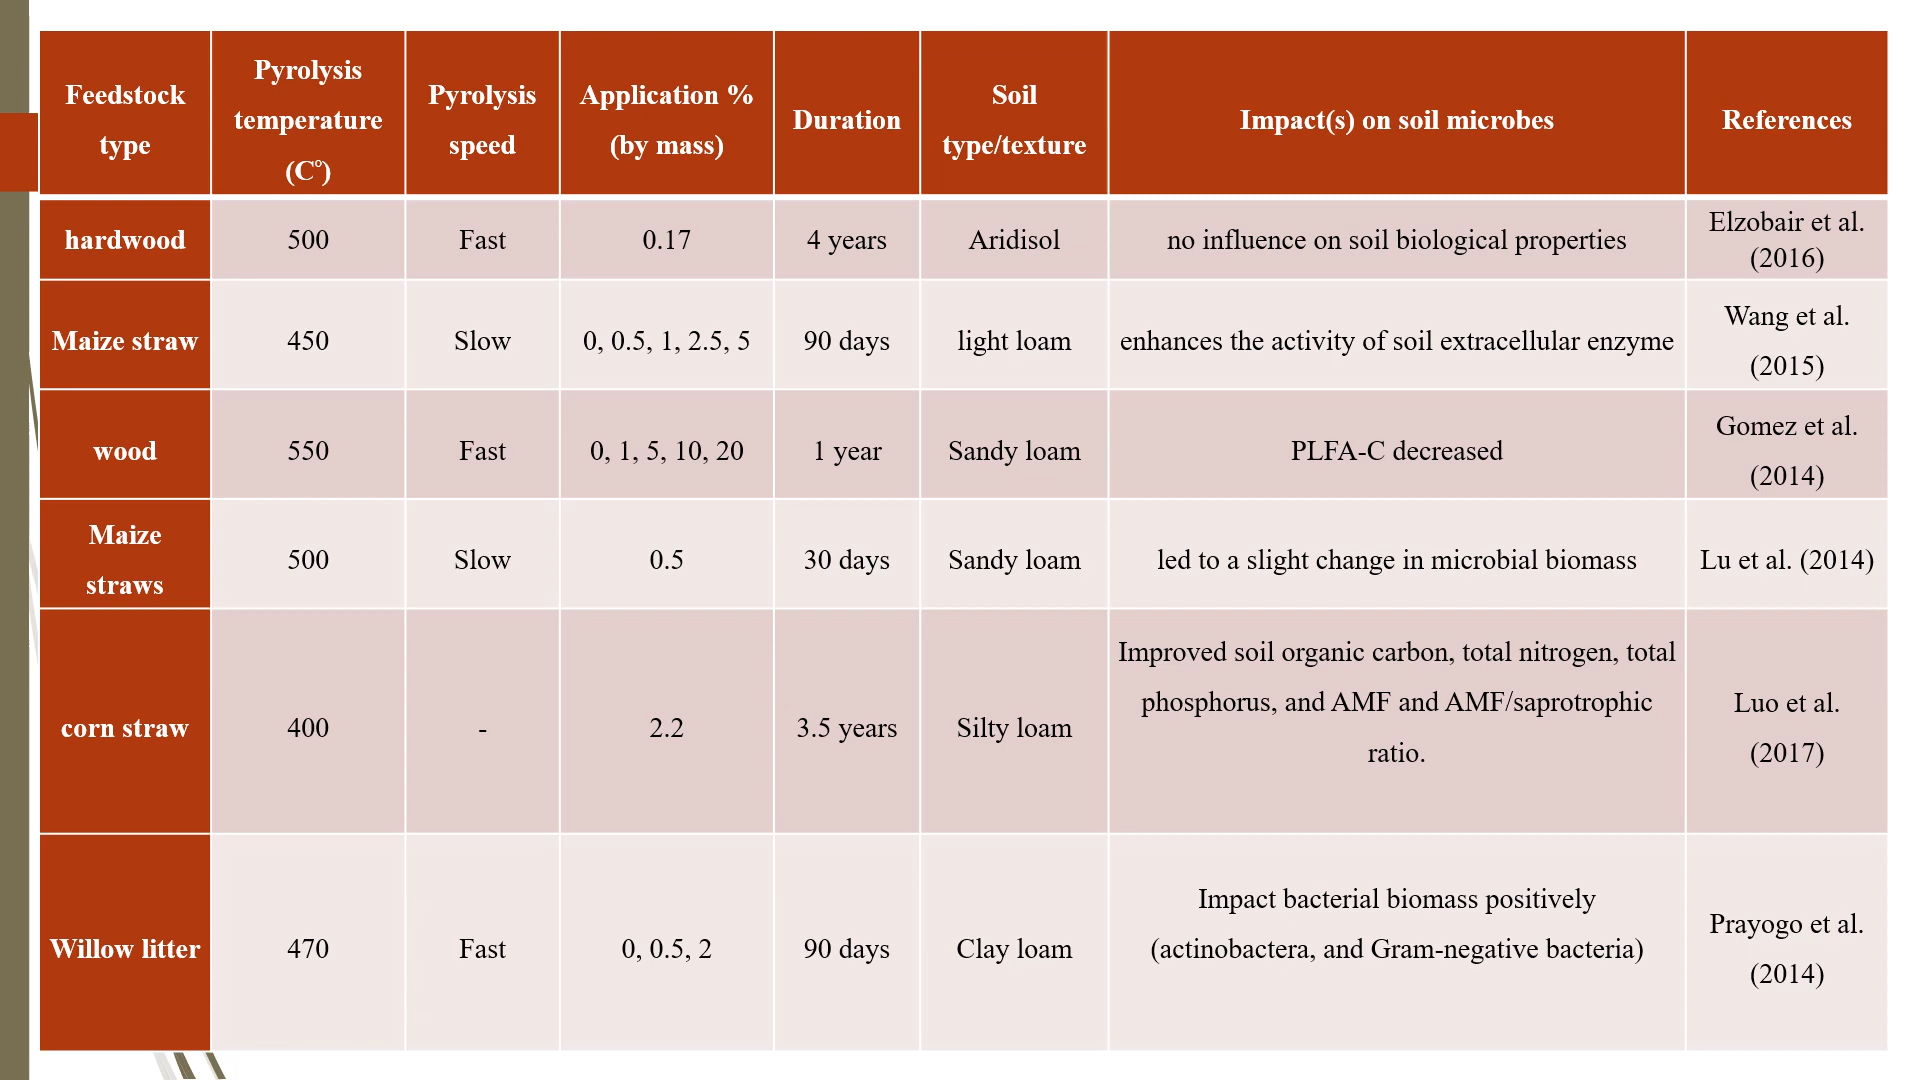 Feedstock
type
Pyrolysis
temperature
(C°)
Pyrolysis
speed
Application %
(by mass)
Duration
Soil
type/texture
Impact(s) on soil microbes
References
hardwood
500
Fast
0.17
4 years
Aridisol
no influence on soil biological properties
Elzobair et al.
(2016)
Maize straw
450
Slow
0, 0.5, 1, 2.5, 5
90 days
light loam
enhances the activity of soil extracellular enzyme
Wang et al.
(2015)
wood
550
Fast
0, 1, 5, 10, 20
1 year
Sandy loam
PLFA-C decreased
Gomez et al.
(2014)
Maize
straws
500
Slow
0.5
30 days
Sandy loam
led to a slight change in microbial biomass
Lu et al. (2014)
corn straw
400
-
2.2
3.5 years
Silty loam
Improved soil organic carbon, total nitrogen, total
phosphorus, and AMF and AMF/saprotrophic
ratio.
Luo et al.
(2017)
Willow litter
470
Fast
0, 0.5, 2
90 days
Clay loam
Impact bacterial biomass positively
(actinobactera, and Gram-negative bacteria)
Prayogo et al.
(2014)